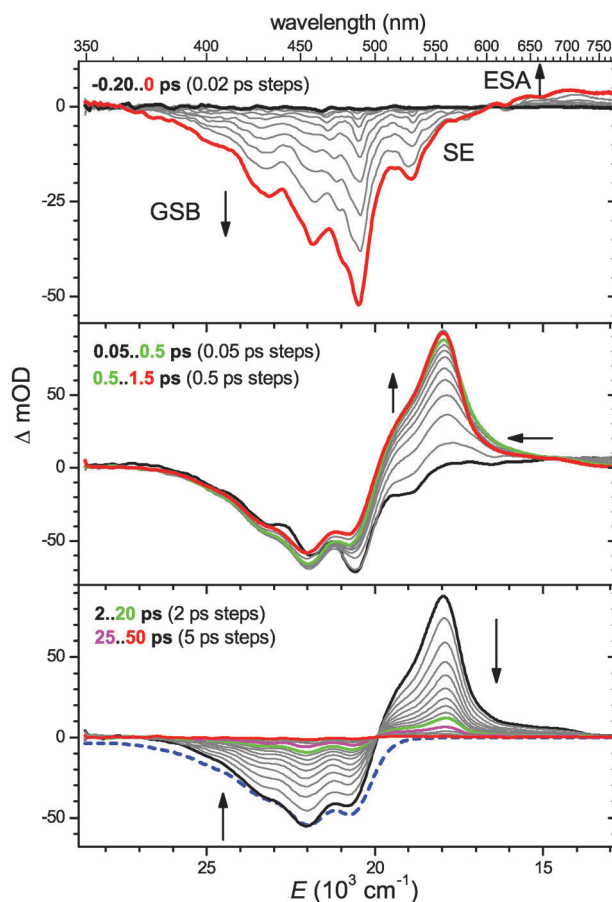 wavelength (nm)
350 400 450 500 550 600 650 700 750
-0.20..0 ps (0.02 ps steps)
ESA
0
SE
-25
GSB
-50
0.05..0.5 ps (0.05 ps steps)
0.5..1.5 ps (0.5 ps steps)
50
Δ mOD
0
-50
2..20 ps (2 ps steps)
25..50 ps (5 ps steps)
50
0
-50
25 20 15
E (10³ cm⁻¹)